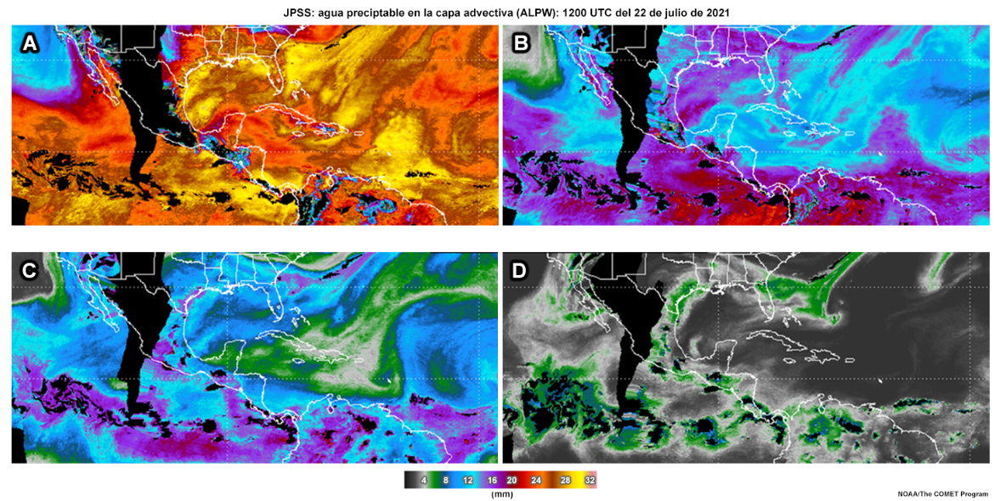 JPSS: agua preciptable en la capa advectiva (ALPW): 1200 UTC del 22 de julio de 2021
A
B
C
D
4 8 12 16 20 24 28 32
(mm)
NOAA/The COMET Program